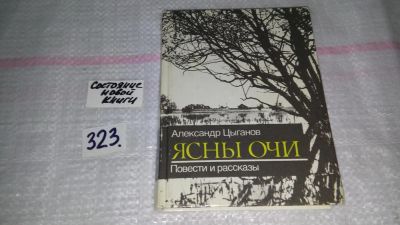 Состояние
новой
книги
323.
Александр Цыганов
ЯСНЫ ОЧИ
Повести и рассказы